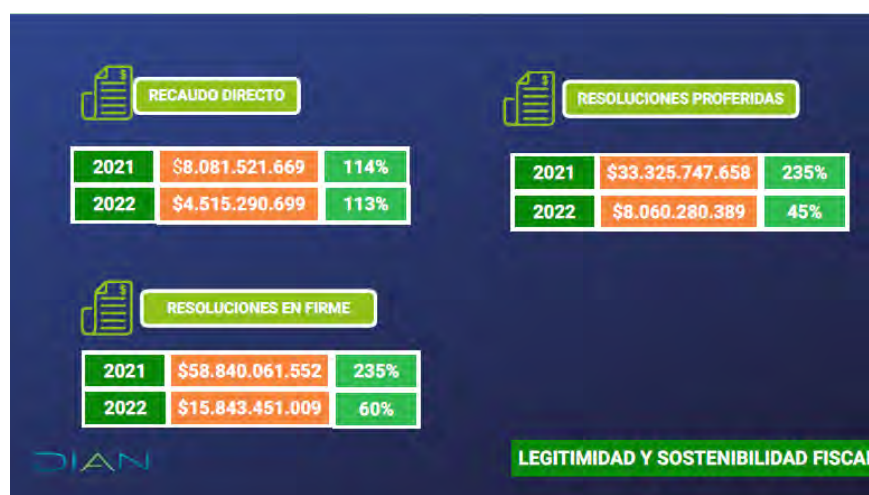 RECAUDO DIRECTO
2021 $8.081.521.669 114%
2022 $4.515.290.699 113%
RESOLUCIONES PROFERIDAS
2021 $33.325.747.658 235%
2022 $8.060.280.389 45%
RESOLUCIONES EN FIRME
2021 $58.840.061.552 235%
2022 $15.843.451.009 60%
DIAN
LEGITIMIDAD Y SOSTENIBILIDAD FISCAL